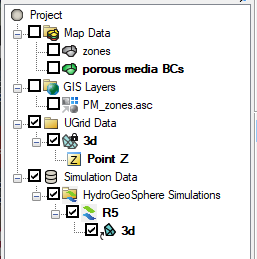 Project
Map Data
zones
porous media BCs
GIS Layers
PM_zones.asc
UGrid Data
3d
Z Point Z
Simulation Data
HydroGeoSphere Simulations
R5
3d